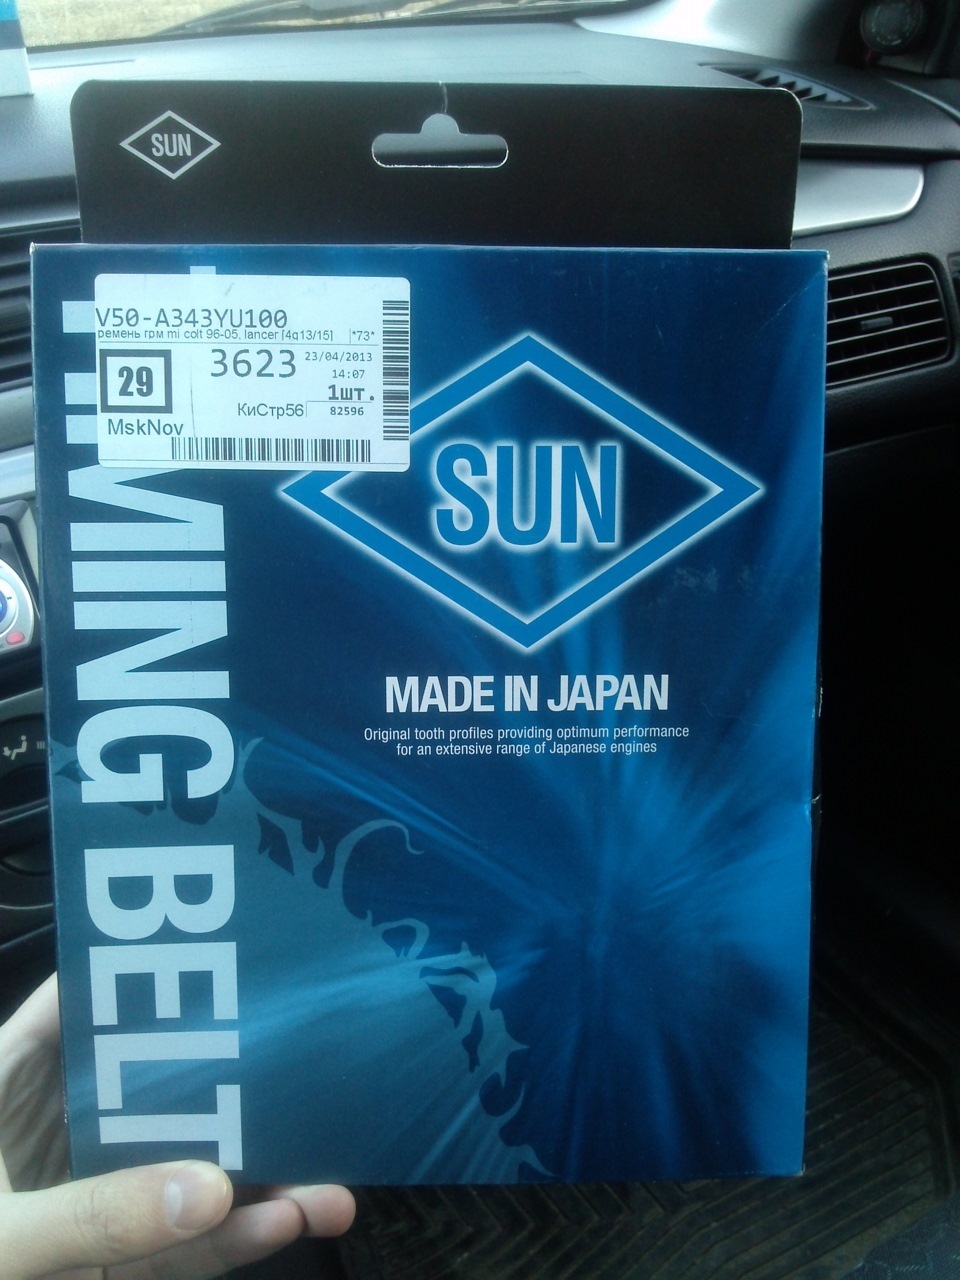 SUN
V50-A343YU100
ремень грм mi colt 96-05, lancer [4g13/15]
*73*
29
3623
23/04/2013
14:07
1шт.
КиСтр56
82596
MskNov
SUN
MADE IN JAPAN
Original tooth profiles providing optimum performance
for an extensive range of Japanese engines
TIMING BELT